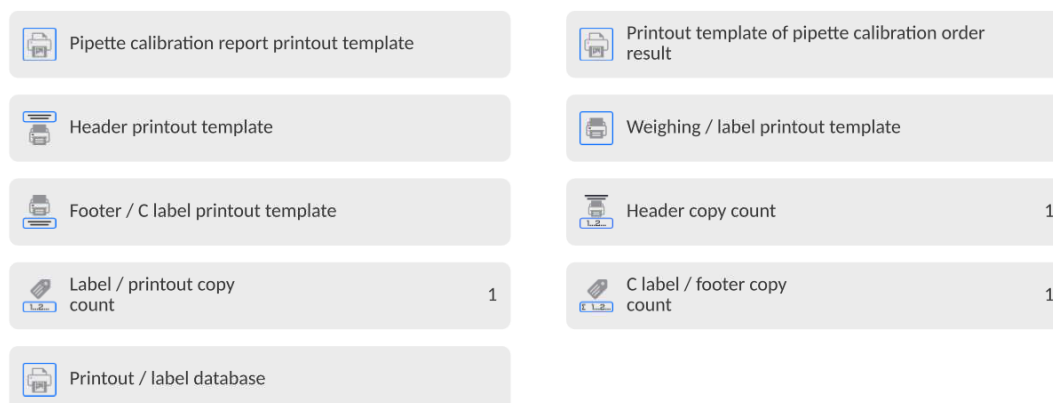 Pipette calibration report printout template
Printout template of pipette calibration order
result
Header printout template
Weighing / label printout template
Footer / C label printout template
Header copy count
1
Label / printout copy
count
1
C label / footer copy
count
1
Printout / label database